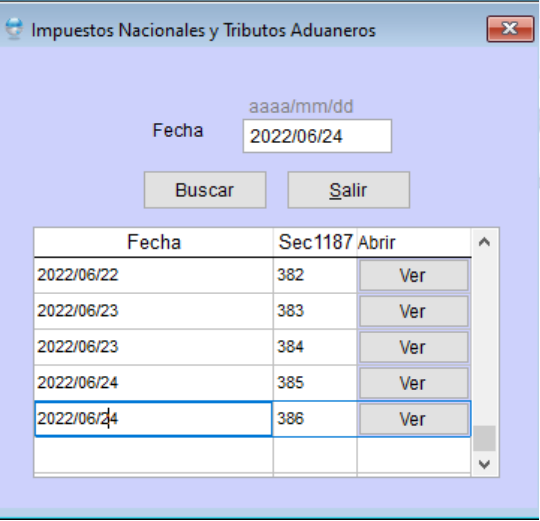 Impuestos Nacionales y Tributos Aduaneros
aaaa/mm/dd
Fecha 2022/06/24
Buscar Salir
Fecha Sec1187 Abrir
2022/06/22 382 Ver
2022/06/23 383 Ver
2022/06/23 384 Ver
2022/06/24 385 Ver
2022/06/24 386 Ver